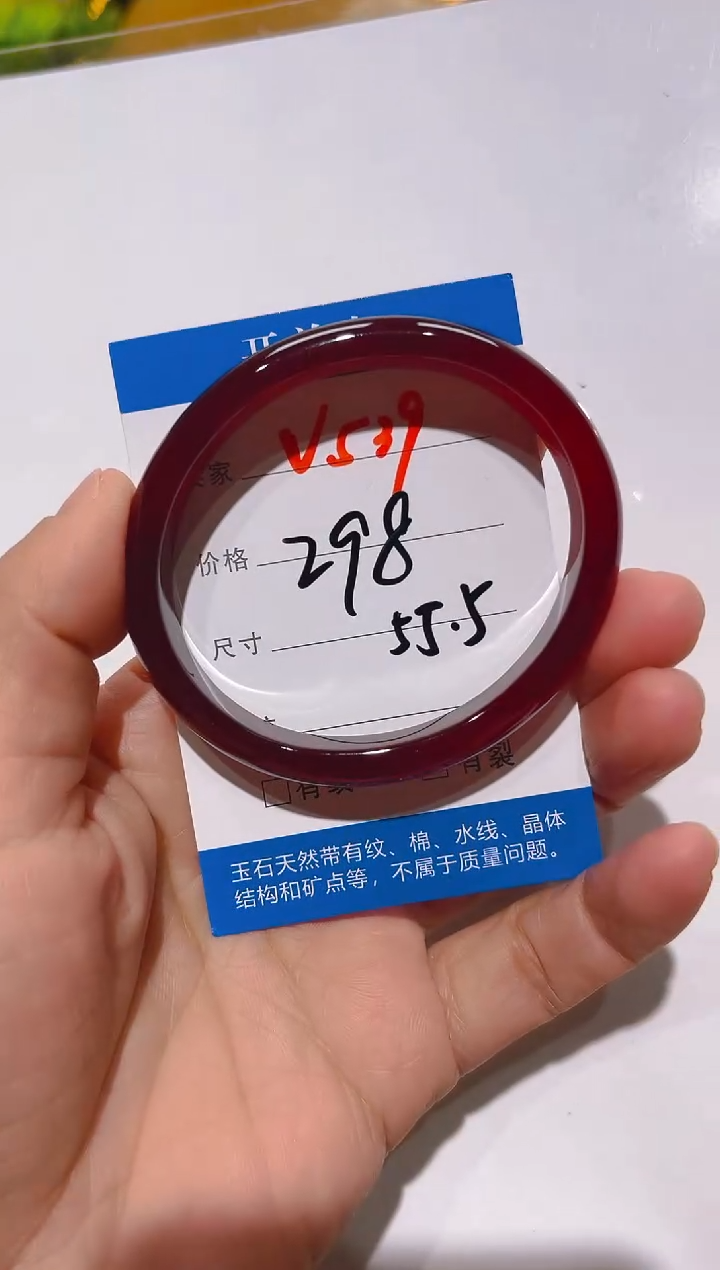 家 V539
价格 298
尺寸 55.5
有裂
玉石天然带有纹、棉、水线、晶体
结构和矿点等，不属于质量问题。